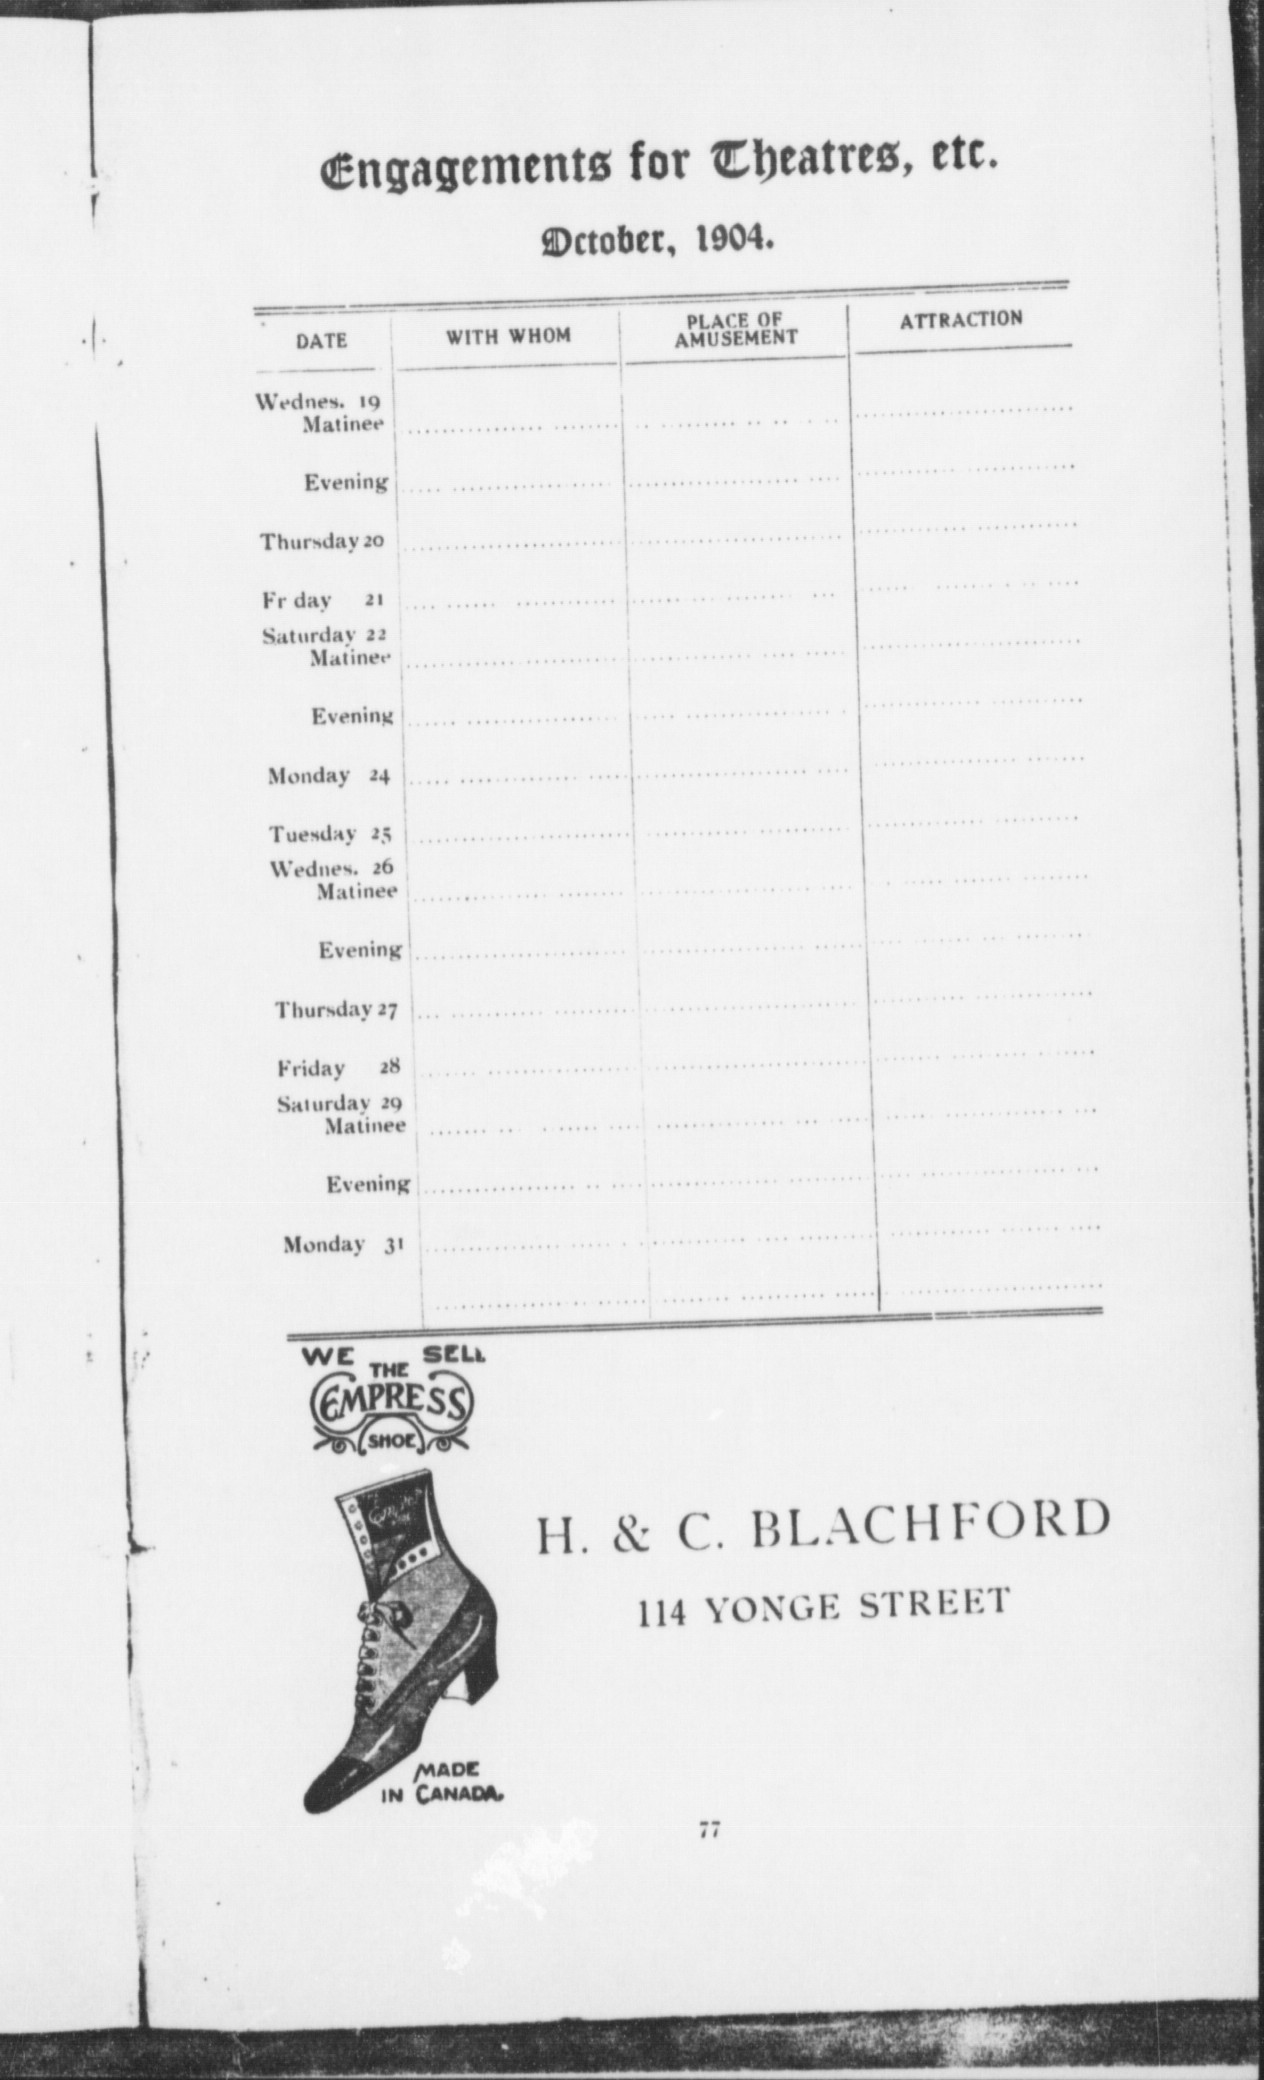 Engagements for Theatres, etc.
October, 1904.
DATE WITH WHOM PLACE OF AMUSEMENT ATTRACTION
Wednes. 19
Matinee
Evening
Thursday 20
Fr day 21
Saturday 22
Matinee
Evening
Monday 24
Tuesday 25
Wednes. 26
Matinee
Evening
Thursday 27
Friday 28
Saturday 29
Matinee
Evening
Monday 31
WE SELL
THE
EMPRESS
SHOE
H. & C. BLACHFORD
114 YONGE STREET
MADE
IN CANADA.
77